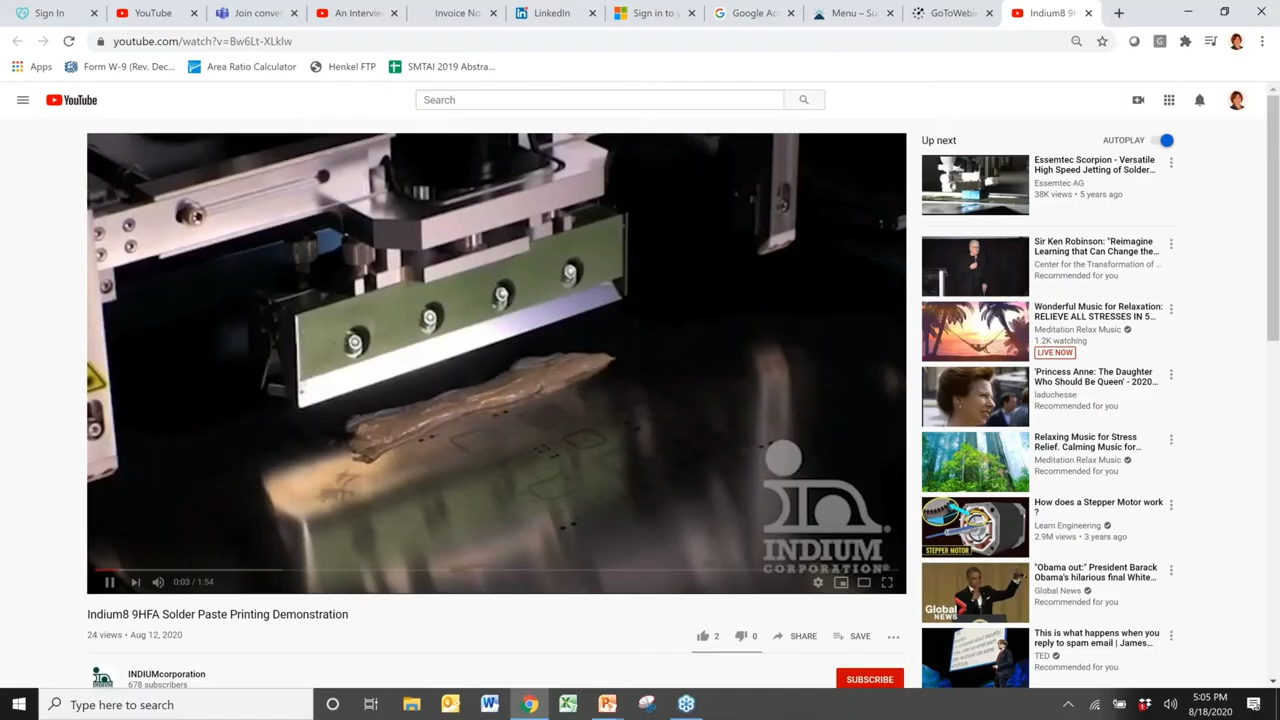 Sign In
YouTube
Join conver
An Interview
Invoice No
LinkedIn
Sign in to y
Google Acc
Menu – Su
GoToWebin
Indium8 9H
youtube.com/watch?v=Bw6Lt-XLklw
Apps
Form W-9 (Rev. Dec...
Area Ratio Calculator
Henkel FTP
SMTAI 2019 Abstra...
YouTube
Search
Up next
AUTOPLAY
Essemtec Scorpion - Versatile
High Speed Jetting of Solder...
Essemtec AG
38K views • 5 years ago
Sir Ken Robinson: "Reimagine
Learning that Can Change the...
Center for the Transformation of ...
Recommended for you
Wonderful Music for Relaxation:
RELIEVE ALL STRESSES IN 5...
Meditation Relax Music
1.2K watching
LIVE NOW
'Princess Anne: The Daughter
Who Should Be Queen' - 2020...
laduchesse
Recommended for you
Relaxing Music for Stress
Relief. Calming Music for...
Meditation Relax Music
Recommended for you
STEPPER MOTOR
How does a Stepper Motor work
?
Learn Engineering
2.9M views • 3 years ago
Global
NEWS
"Obama out:" President Barack
Obama's hilarious final White...
Global News
Recommended for you
This is what happens when you
reply to spam email | James...
TED
Recommended for you
INDIUM
CORPORATION
0:03 / 1:54
Indium8 9HFA Solder Paste Printing Demonstration
24 views • Aug 12, 2020
2
0
SHARE
SAVE
INDIUMcorporation
678 subscribers
SUBSCRIBE
Type here to search
5:05 PM
8/18/2020